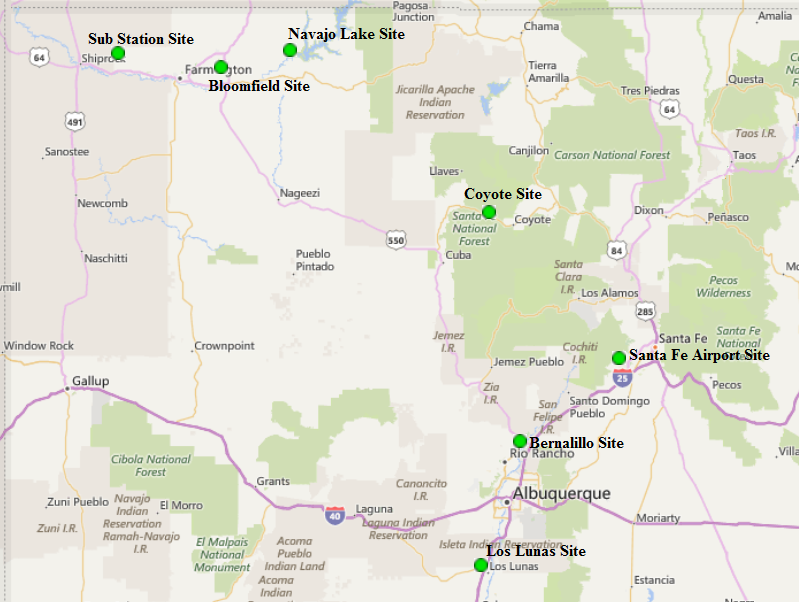 Pagosa
Junction
Chama
Amalia
Sub Station Site
Navajo Lake Site
64
Shiprock
Farmington
Bloomfield Site
Tierra
Amarilla
Questa
Jicarilla Apache
Indian
Reservation
Tres Piedras
64
491
Taos I.R.
Sanostee
Canjilon
Carson National Forest
Taos
Llaves
Nageezi
Coyote Site
Newcomb
Santa Fe
National
Forest
Coyote
Dixon
Peñasco
550
84
Naschitti
Pueblo
Pintado
Cuba
Santa
Clara
I.R.
Pecos
Wilderness
Los Alamos
285
Window Rock
Crownpoint
Jemez
I.R.
Cochiti
I.R.
Santa Fe
Santa Fe
National
Santa Fe Airport Site
Jemez Pueblo
25
Gallup
Zia
I.R.
Pecos
Santo Domingo
Pueblo
San
Felipe
I.R.
Bernalillo Site
Rio Rancho
Cibola National
Forest
Grants
Canoncito
I.R.
Albuquerque
Zuni Pueblo
Navajo
Indian
Reservation
Ramah-Navajo
I.R.
El Morro
40
Laguna
Laguna Indian
Reservation
Moriarty
Zuni I.R.
El Malpais
National
Monument
Acoma
Pueblo
Indian Land
Acoma
Indian
Isleta Indian Reservation
Los Lunas Site
Los Lunas
Estancia